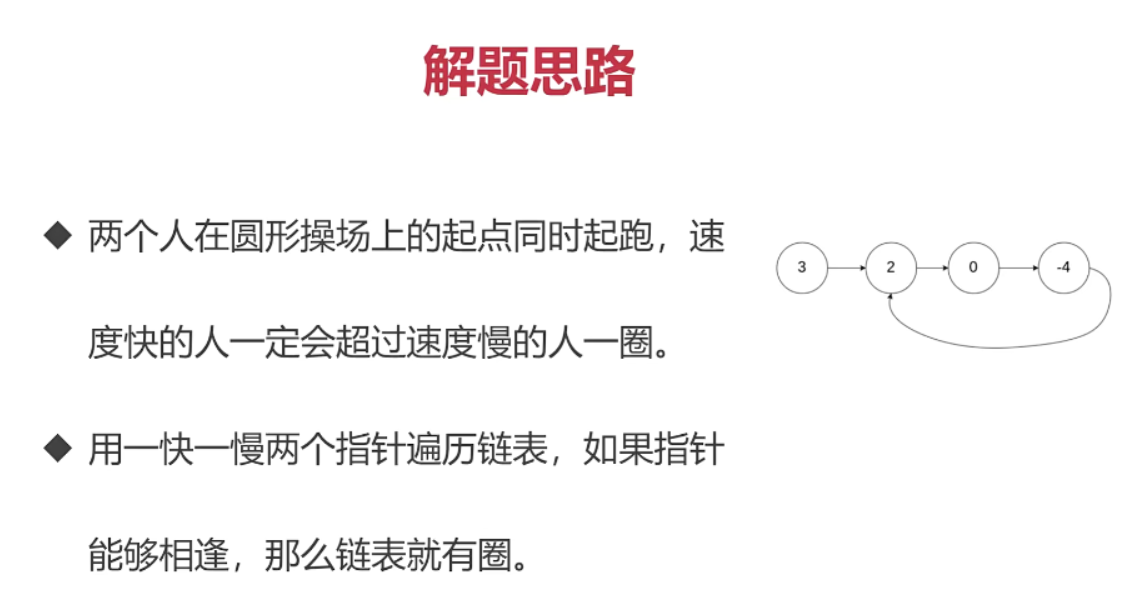 解题思路
◆ 两个人在圆形操场上的起点同时起跑，速
度快的人一定会超过速度慢的人一圈。
◆ 用一快一慢两个指针遍历链表，如果指针
能够相逢，那么链表就有圈。
3 2 0 -4